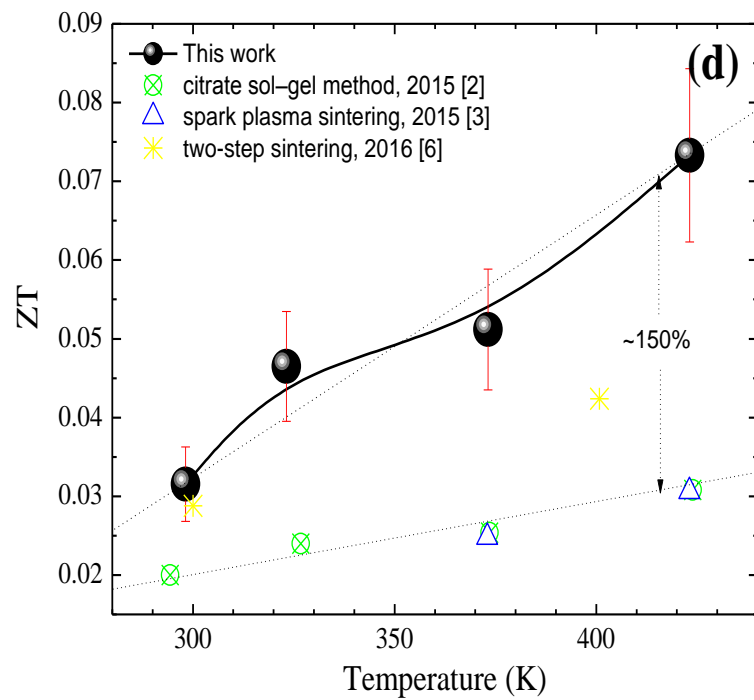 0.09
0.08
0.07
0.06
0.05
0.04
0.03
0.02
ZT
This work
citrate sol–gel method, 2015 [2]
spark plasma sintering, 2015 [3]
two-step sintering, 2016 [6]
(d)
~150%
300
350
400
Temperature (K)